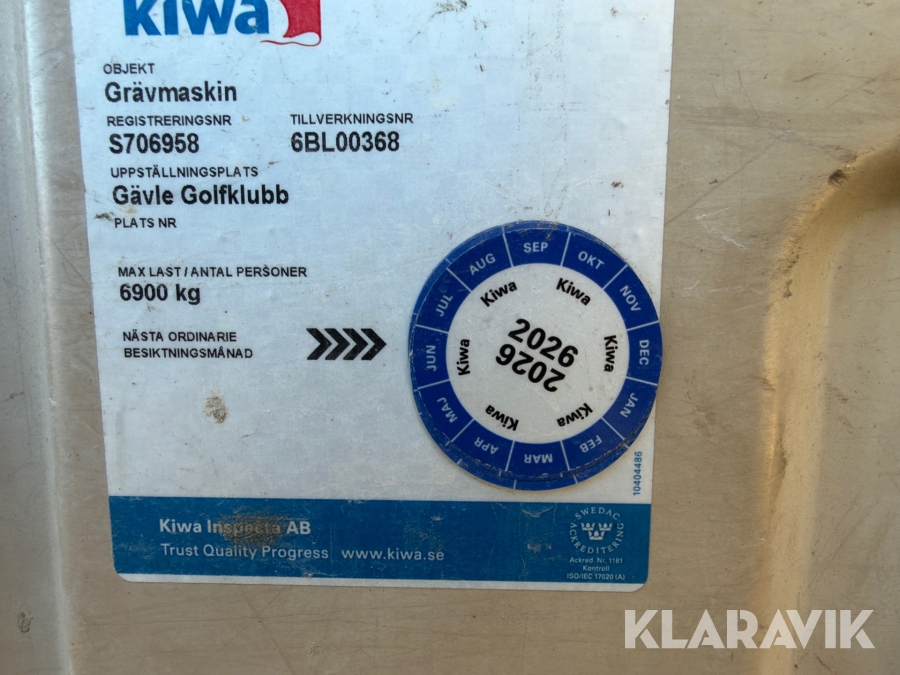 kiwa
OBJEKT
Grävmaskin
REGISTRERINGSNR TILLVERKNINGSNR
S706958 6BL00368
UPPSTÄLLNINGSPLATS
Gävle Golfklubb
PLATS NR
MAX LAST / ANTAL PERSONER
6900 kg
NÄSTA ORDINARIE
BESIKTNINGSMÅNAD
JAN FEB MAR APR MAJ JUN JUL AUG SEP OKT NOV DEC
Kiwa Kiwa Kiwa Kiwa Kiwa Kiwa
2026
2026
10404486
Kiwa Inspecta AB
Trust Quality Progress www.kiwa.se
SWEDAC
ACKREDITERING
Ackred. Nr. 1181
Kontroll
ISO/IEC 17020 (A)
KLARAVIK